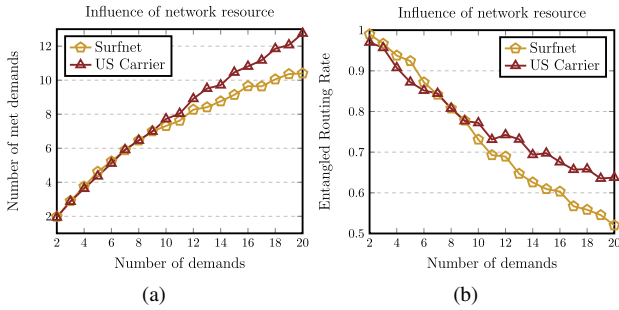 Influence of network resource
Number of met demands
12
10
8
6
4
2
Surfnet
US Carrier
2 4 6 8 10 12 14 16 18 20
Number of demands
(a)
Influence of network resource
Entangled Routing Rate
1
0.9
0.8
0.7
0.6
0.5
Surfnet
US Carrier
2 4 6 8 10 12 14 16 18 20
Number of demands
(b)